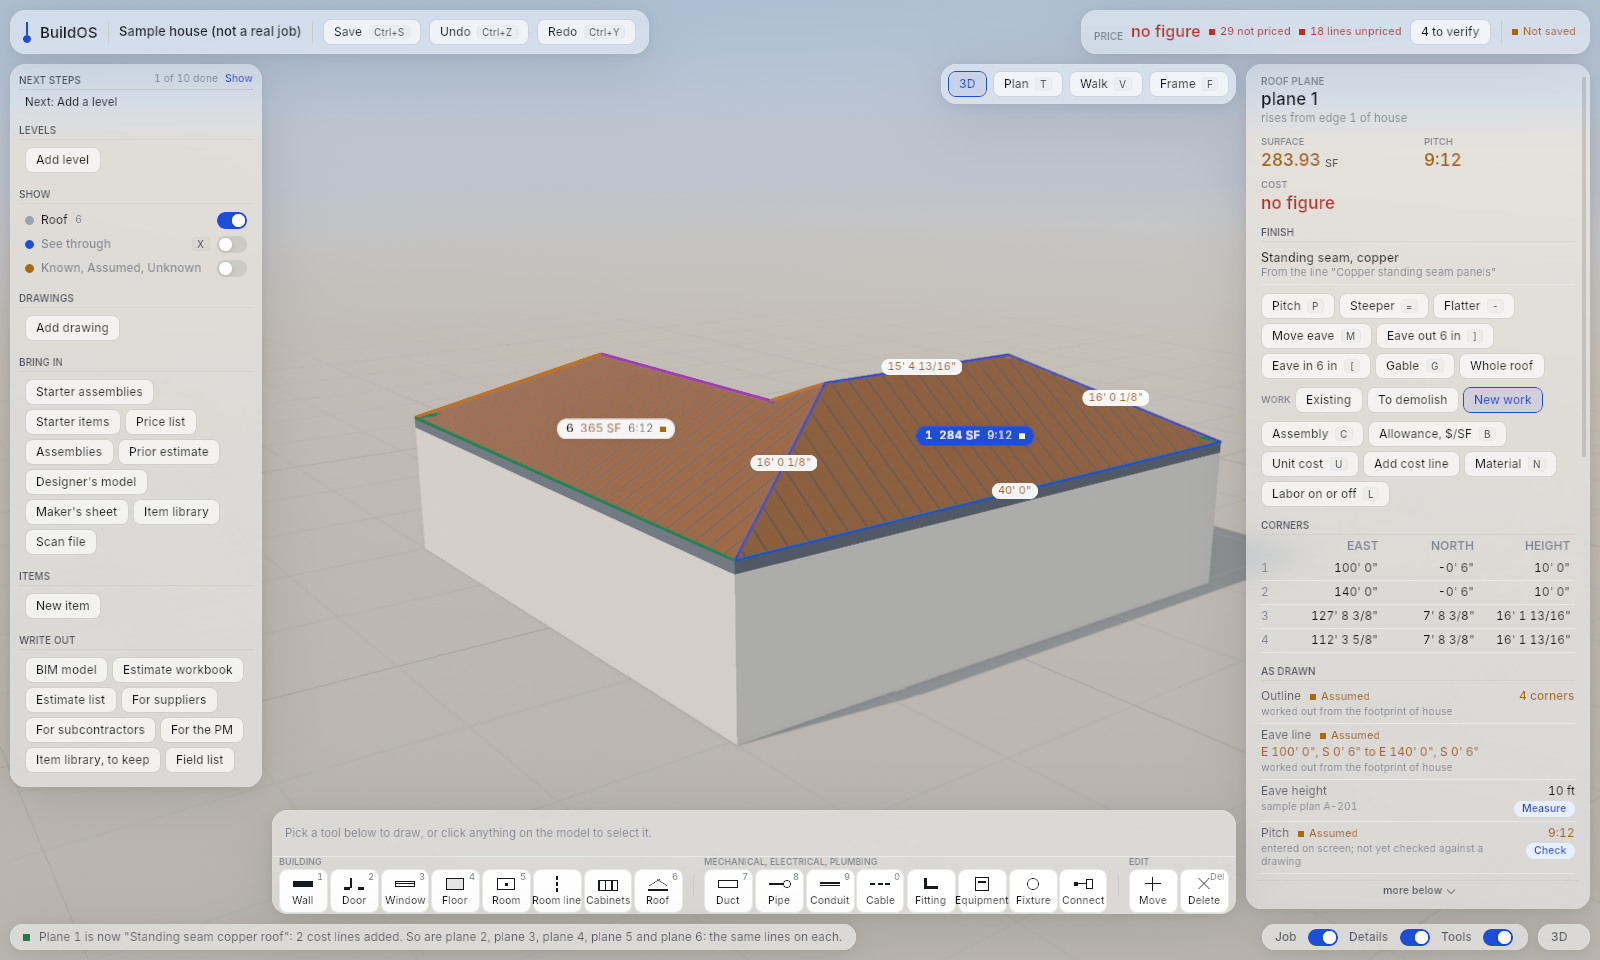 BuildOS
Sample house (not a real job)
Save Ctrl+S
Undo Ctrl+Z
Redo Ctrl+Y
PRICE no figure
29 not priced
18 lines unpriced
4 to verify
Not saved
NEXT STEPS 1 of 10 done Show
Next: Add a level
LEVELS
Add level
SHOW
Roof 6
See through X
Known, Assumed, Unknown
DRAWINGS
Add drawing
BRING IN
Starter assemblies
Starter items Price list
Assemblies Prior estimate
Designer's model
Maker's sheet Item library
Scan file
ITEMS
New item
WRITE OUT
BIM model Estimate workbook
Estimate list For suppliers
For subcontractors For the PM
Item library, to keep Field list
3D Plan T Walk V Frame F
15' 4 13/16"
16' 0 1/8"
6 365 SF 6:12
1 284 SF 9:12
16' 0 1/8"
40' 0"
ROOF PLANE
plane 1
rises from edge 1 of house
SURFACE PITCH
283.93 SF 9:12
COST
no figure
FINISH
Standing seam, copper
From the line "Copper standing seam panels"
Pitch P Steeper = Flatter -
Move eave M Eave out 6 in ]
Eave in 6 in [ Gable G Whole roof
WORK Existing To demolish New work
Assembly C Allowance, $/SF B
Unit cost U Add cost line Material N
Labor on or off L
CORNERS
EAST NORTH HEIGHT
1 100' 0" -0' 6" 10' 0"
2 140' 0" -0' 6" 10' 0"
3 127' 8 3/8" 7' 8 3/8" 16' 1 13/16"
4 112' 3 5/8" 7' 8 3/8" 16' 1 13/16"
AS DRAWN
Outline Assumed 4 corners
worked out from the footprint of house
Eave line Assumed
E 100' 0", S 0' 6" to E 140' 0", S 0' 6"
worked out from the footprint of house
Eave height 10 ft
sample plan A-201 Measure
Pitch Assumed 9:12
entered on screen; not yet checked against a drawing Check
more below
Pick a tool below to draw, or click anything on the model to select it.
BUILDING MECHANICAL, ELECTRICAL, PLUMBING EDIT
1 2 3 4 5 6 7 8 9 0 Del
Wall Door Window Floor Room Room line Cabinets Roof Duct Pipe Conduit Cable Fitting Equipment Fixture Connect Move Delete
Plane 1 is now "Standing seam copper roof": 2 cost lines added. So are plane 2, plane 3, plane 4, plane 5 and plane 6: the same lines on each.
Job Details Tools 3D